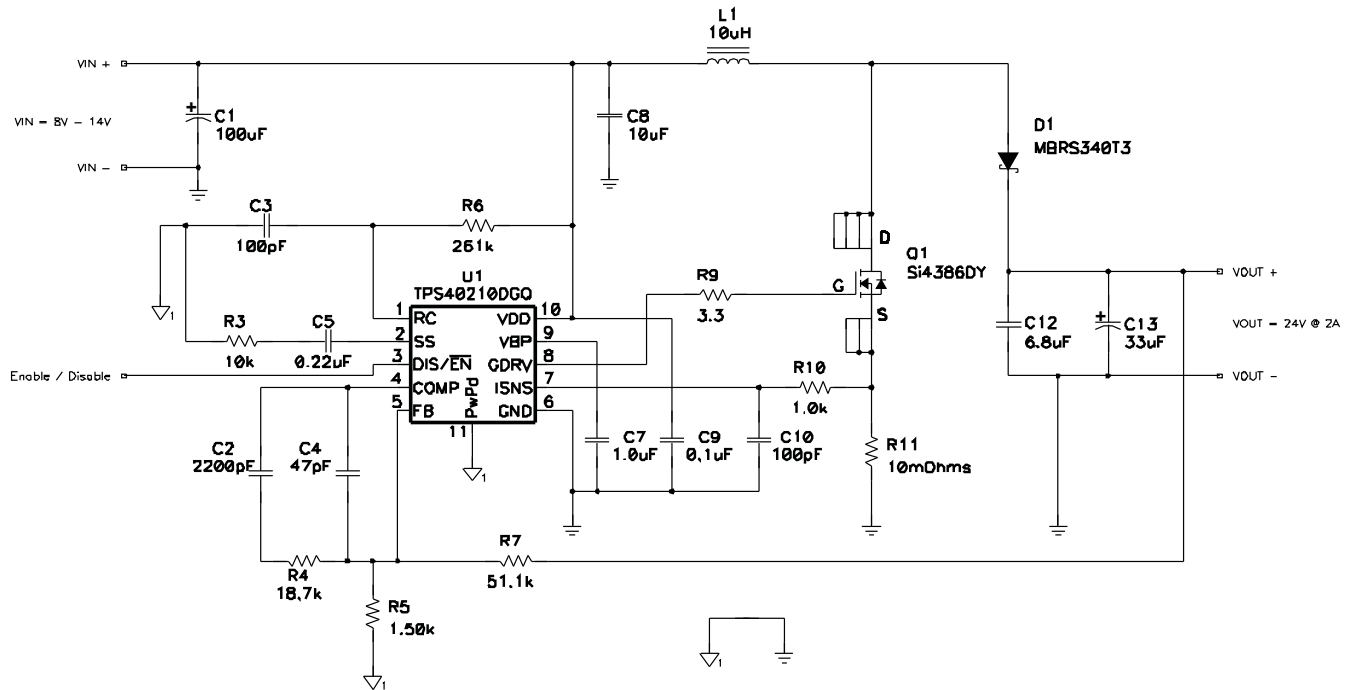 L1
10uH
VIN +
C1
100uF
VIN = 8V - 14V
C8
10uF
D1
MBRS340T3
VIN -
C3
100pF
R6
261k
D
Q1
Si4386DY
G
S
R9
3.3
VOUT +
U1
TPS40210DGQ
1
RC
VDD
10
2
SS
VBP
9
3
DIS/EN
GDRV
8
4
COMP
ISNS
7
5
FB
GND
6
PwPd
11
1
R3
10k
C5
0.22uF
C12
6.8uF
C13
33uF
VOUT = 24V @ 2A
Enable / Disable
VOUT -
R10
1.0k
C2
2200pF
C4
47pF
C7
1.0uF
C9
0.1uF
C10
100pF
R11
10mOhms
1
R4
18.7k
R7
51.1k
R5
1.50k
1
1